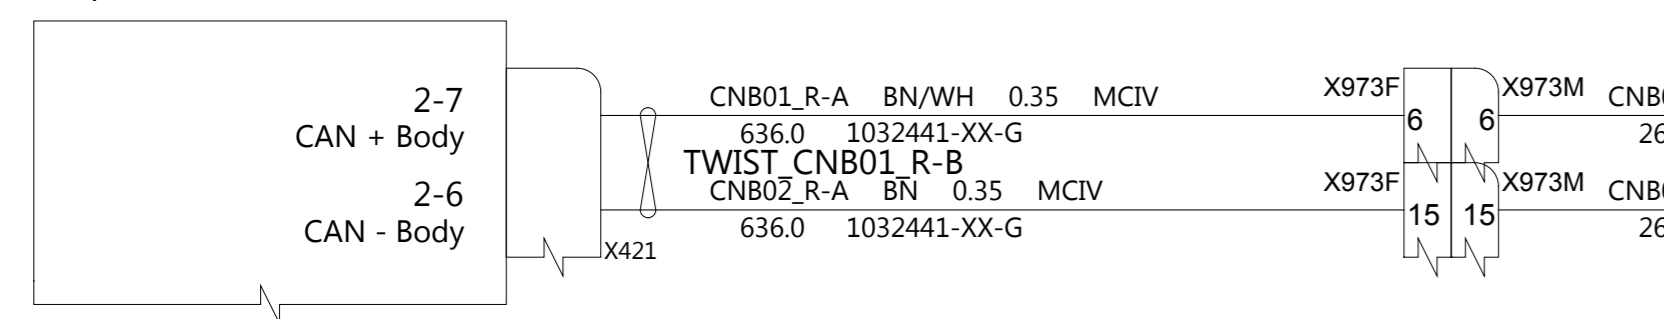 2-7
CAN + Body
2-6
CAN - Body
X421
CNB01_R-A BN/WH 0.35 MCIV
636.0 1032441-XX-G
TWIST_CNB01_R-B
CNB02_R-A BN 0.35 MCIV
636.0 1032441-XX-G
X973F
6
6
X973M
X973F
15
15
X973M